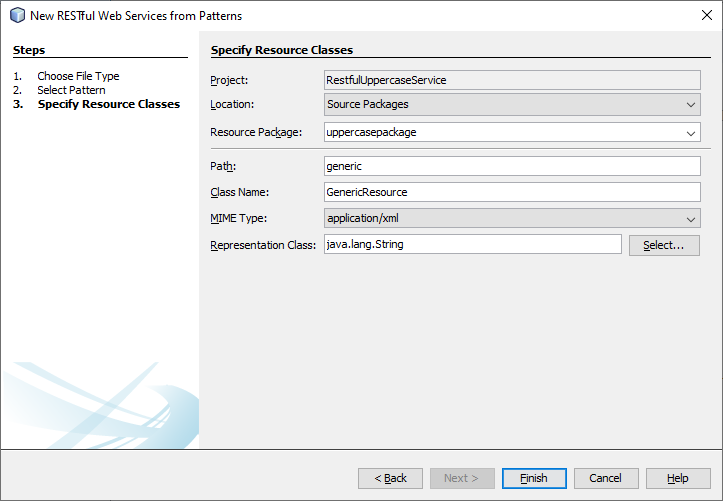 New RESTful Web Services from Patterns
Steps
1. Choose File Type
2. Select Pattern
3. Specify Resource Classes
Specify Resource Classes
Project: RestfulUppercaseService
Location: Source Packages
Resource Package: uppercasepackage
Path: generic
Class Name: GenericResource
MIME Type: application/xml
Representation Class: java.lang.String Select...
< Back Next > Finish Cancel Help